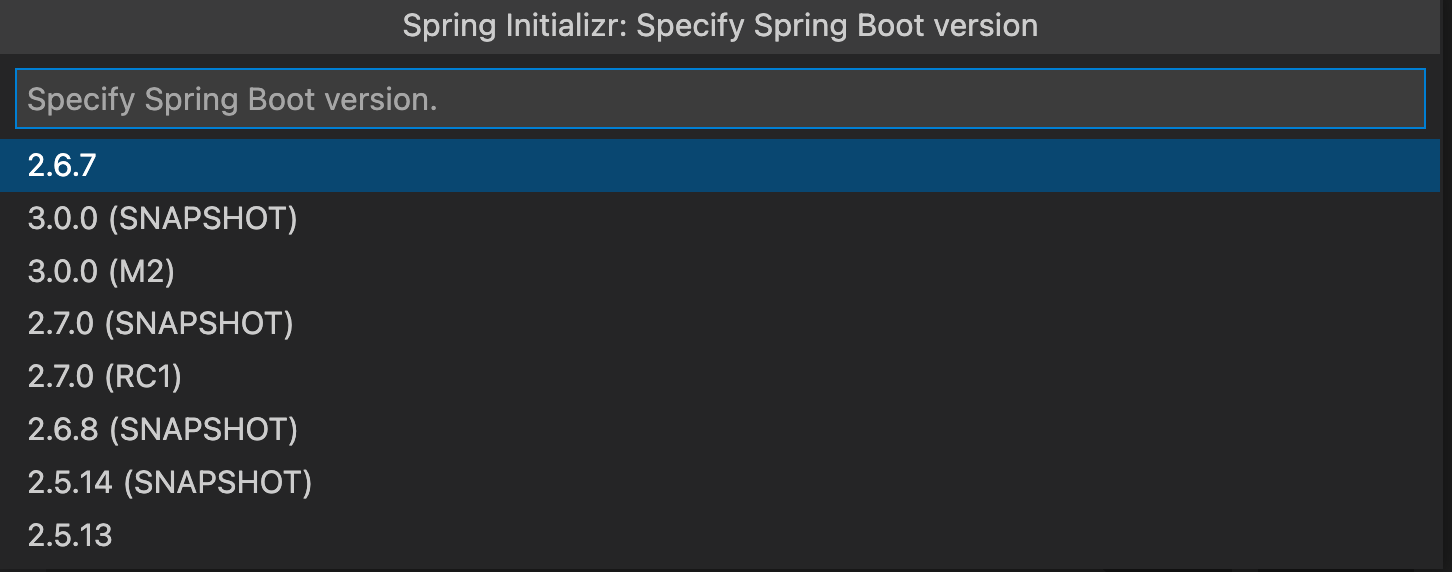 Spring Initializr: Specify Spring Boot version
Specify Spring Boot version.
2.6.7
3.0.0 (SNAPSHOT)
3.0.0 (M2)
2.7.0 (SNAPSHOT)
2.7.0 (RC1)
2.6.8 (SNAPSHOT)
2.5.14 (SNAPSHOT)
2.5.13